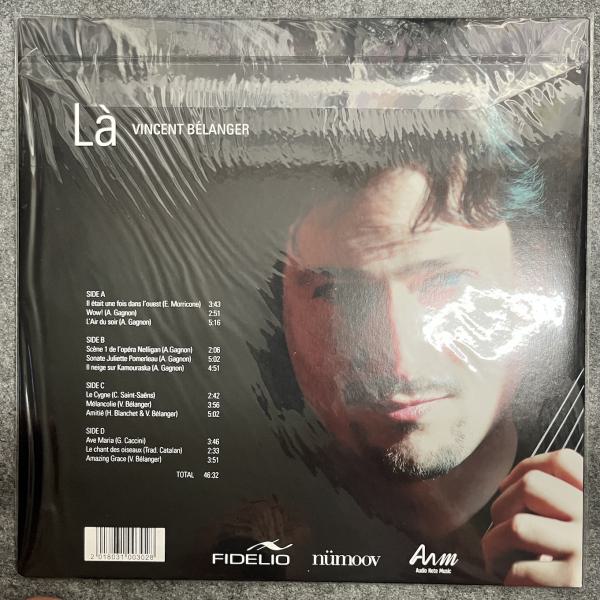 Là VINCENT BÉLANGER
SIDE A
Il était une fois dans l'ouest (E. Morricone) 3:43
Wow! (A. Gagnon) 2:51
L'Air du soir (A. Gagnon) 5:16
SIDE B
Scène 1 de l'opéra Nelligan (A.Gagnon) 2:06
Sonate Juliette Pomerleau (A. Gagnon) 5:02
Il neige sur Kamouraska (A. Gagnon) 4:51
SIDE C
Le Cygne (C. Saint-Saëns) 2:42
Mélancolie (V. Bélanger) 3:56
Amitié (H. Blanchet & V. Bélanger) 5:02
SIDE D
Ave Maria (G. Caccini) 3:46
Le chant des oiseaux (Trad. Catalan) 2:33
Amazing Grace (V. Bélanger) 3:51
TOTAL 46:32
2 018031 003028
FIDELIO nümoov ANM
Audio Note Music